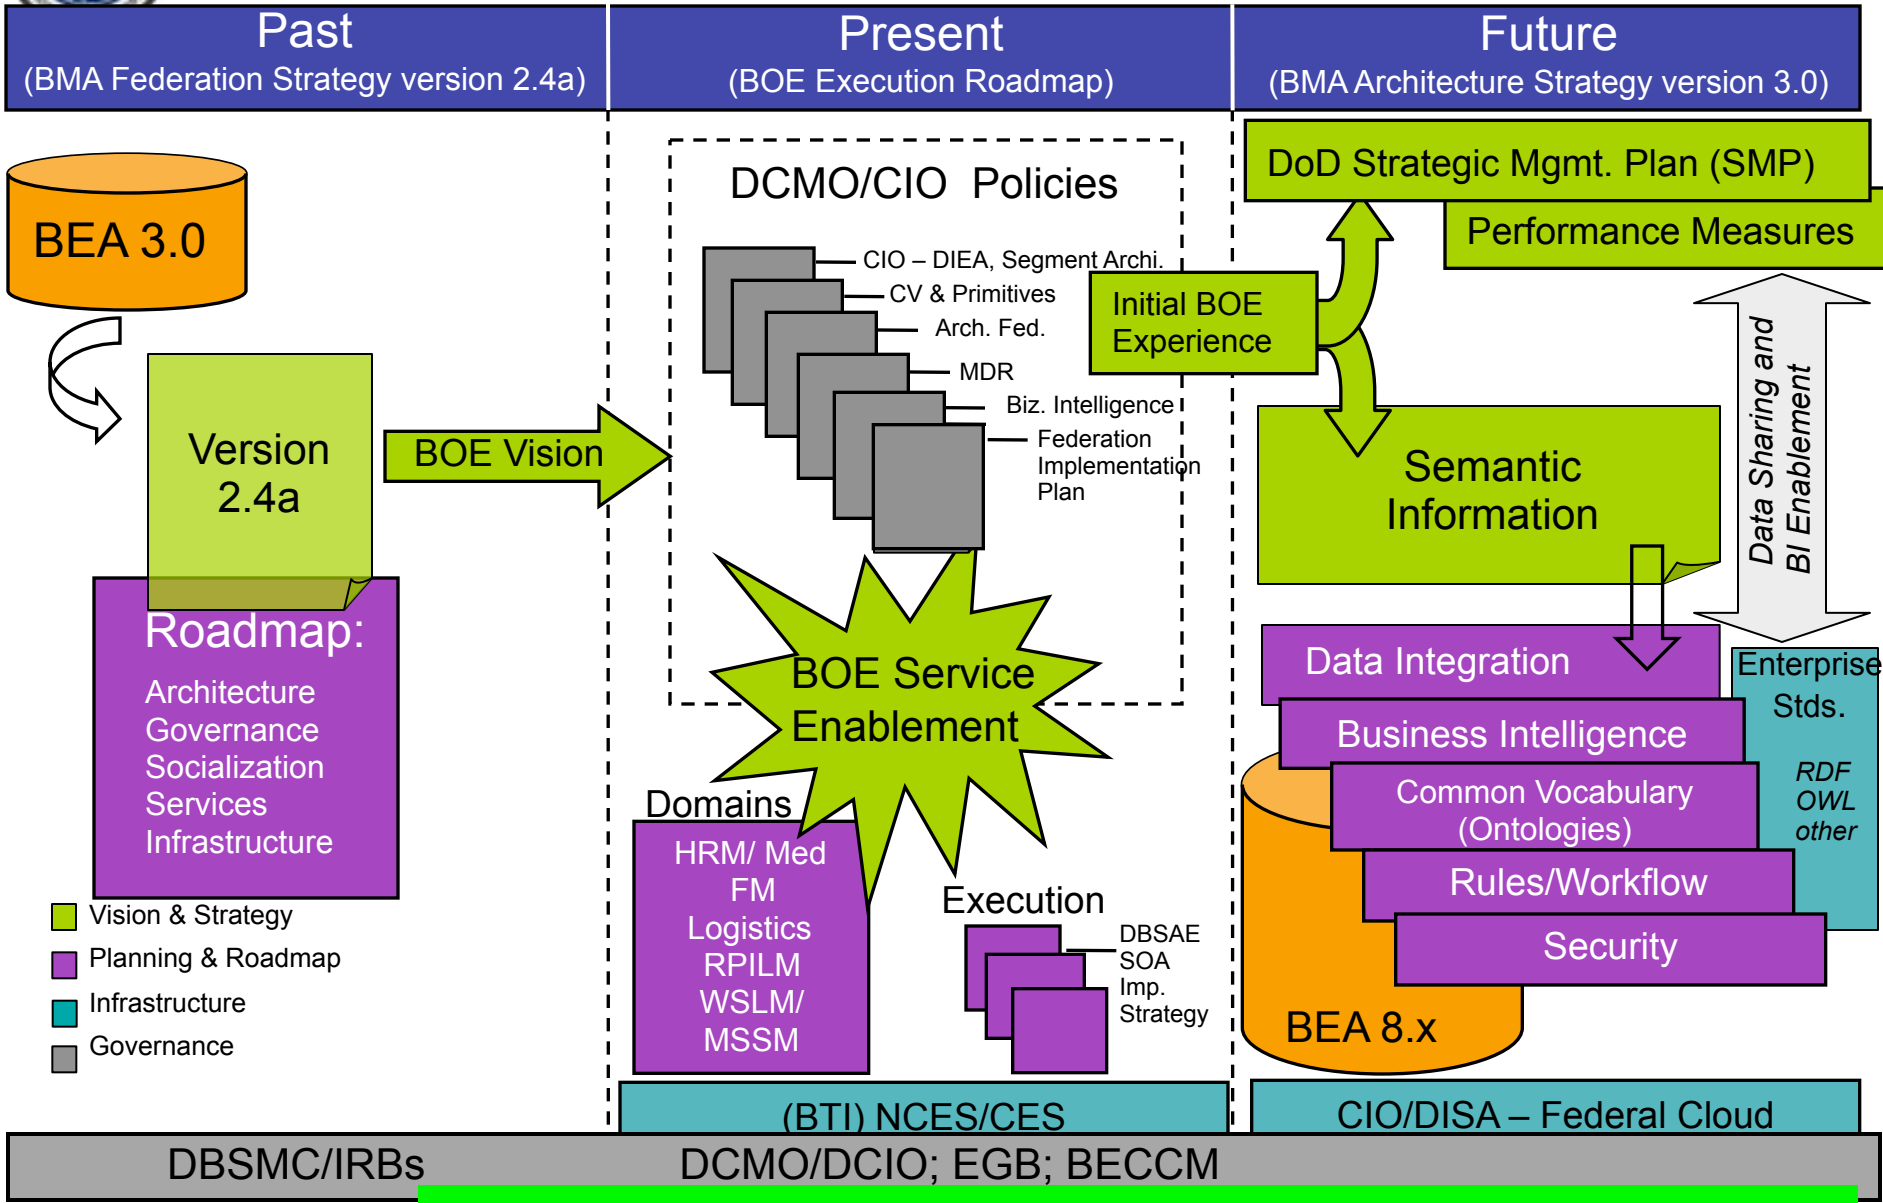 Past
(BMA Federation Strategy version 2.4a)
Present
(BOE Execution Roadmap)
Future
(BMA Architecture Strategy version 3.0)
BEA 3.0
Version
2.4a
Roadmap:
Architecture
Governance
Socialization
Services
Infrastructure
Vision & Strategy
Planning & Roadmap
Infrastructure
Governance
BOE Vision
DCMO/CIO Policies
CIO – DIEA, Segment Archi.
CV & Primitives
Arch. Fed.
MDR
Biz. Intelligence
Federation
Implementation
Plan
Initial BOE
Experience
BOE Service
Enablement
Domains
HRM/ Med
FM
Logistics
RPILM
WSLM/
MSSM
Execution
DBSAE
SOA
Imp.
Strategy
(BTI) NCES/CES
DoD Strategic Mgmt. Plan (SMP)
Performance Measures
Data Sharing and
BI Enablement
Semantic
Information
Data Integration
Business Intelligence
Common Vocabulary
(Ontologies)
Rules/Workflow
Security
Enterprise
Stds.
RDF
OWL
other
BEA 8.x
CIO/DISA – Federal Cloud
DBSMC/IRBs
DCMO/DCIO; EGB; BECCM